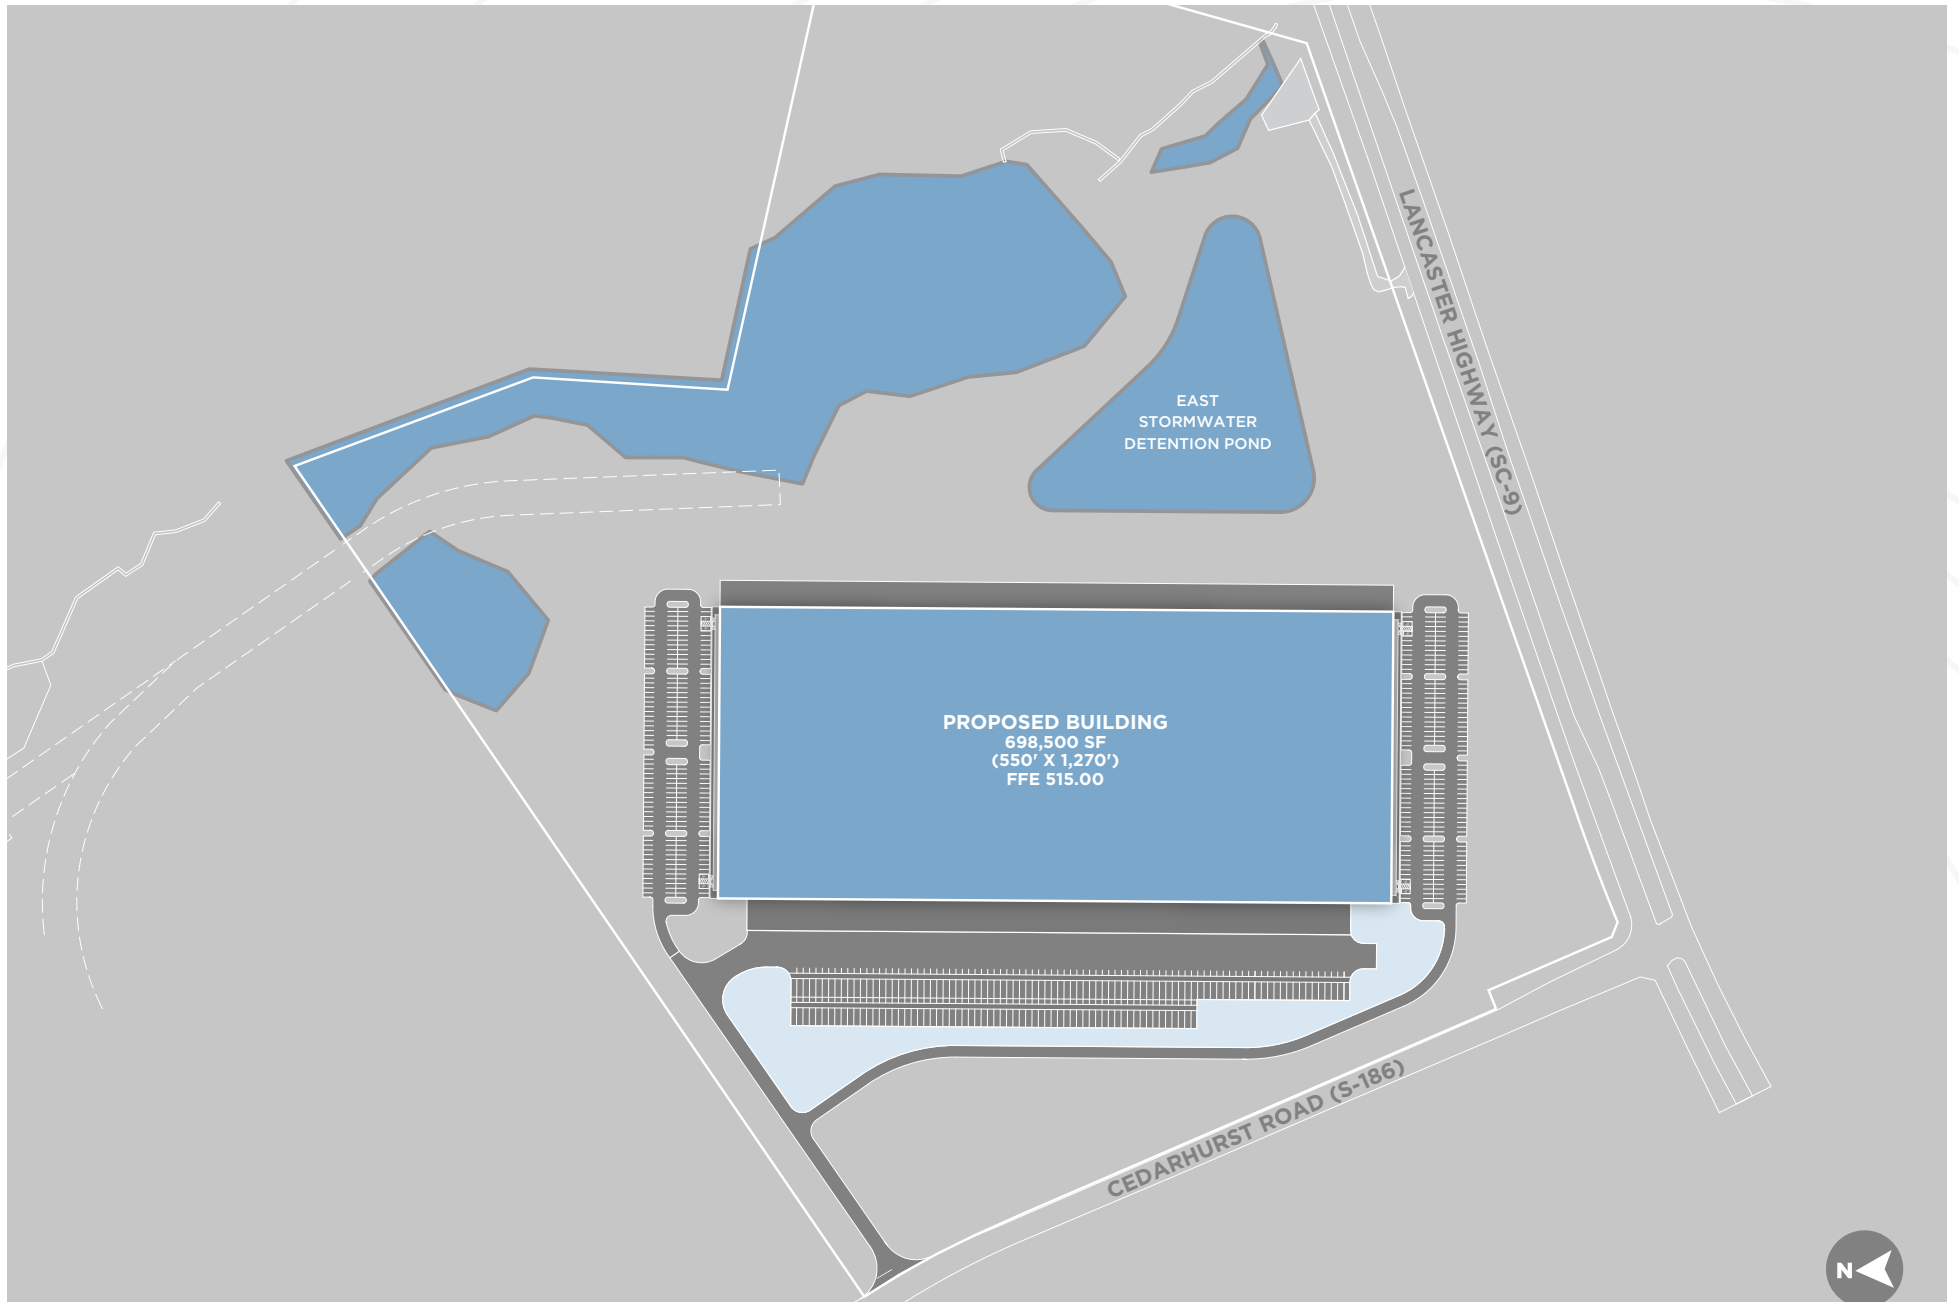 LANCASTER HIGHWAY (SC-9)
EAST
STORMWATER
DETENTION POND
PROPOSED BUILDING
698,500 SF
(550' X 1,270')
FFE 515.00
CEDARHURST ROAD (S-186)
N